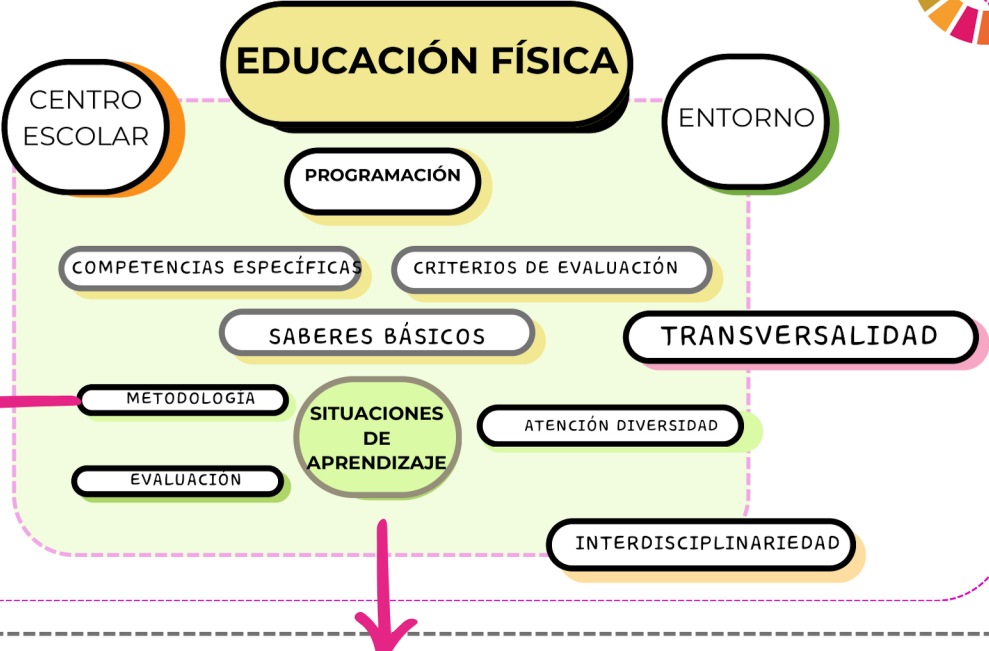 EDUCACIÓN FÍSICA
CENTRO
ESCOLAR
ENTORNO
PROGRAMACIÓN
COMPETENCIAS ESPECÍFICAS
CRITERIOS DE EVALUACIÓN
SABERES BÁSICOS
TRANSVERSALIDAD
METODOLOGÍA
SITUACIONES
DE
APRENDIZAJE
ATENCIÓN DIVERSIDAD
EVALUACIÓN
INTERDISCIPLINARIEDAD